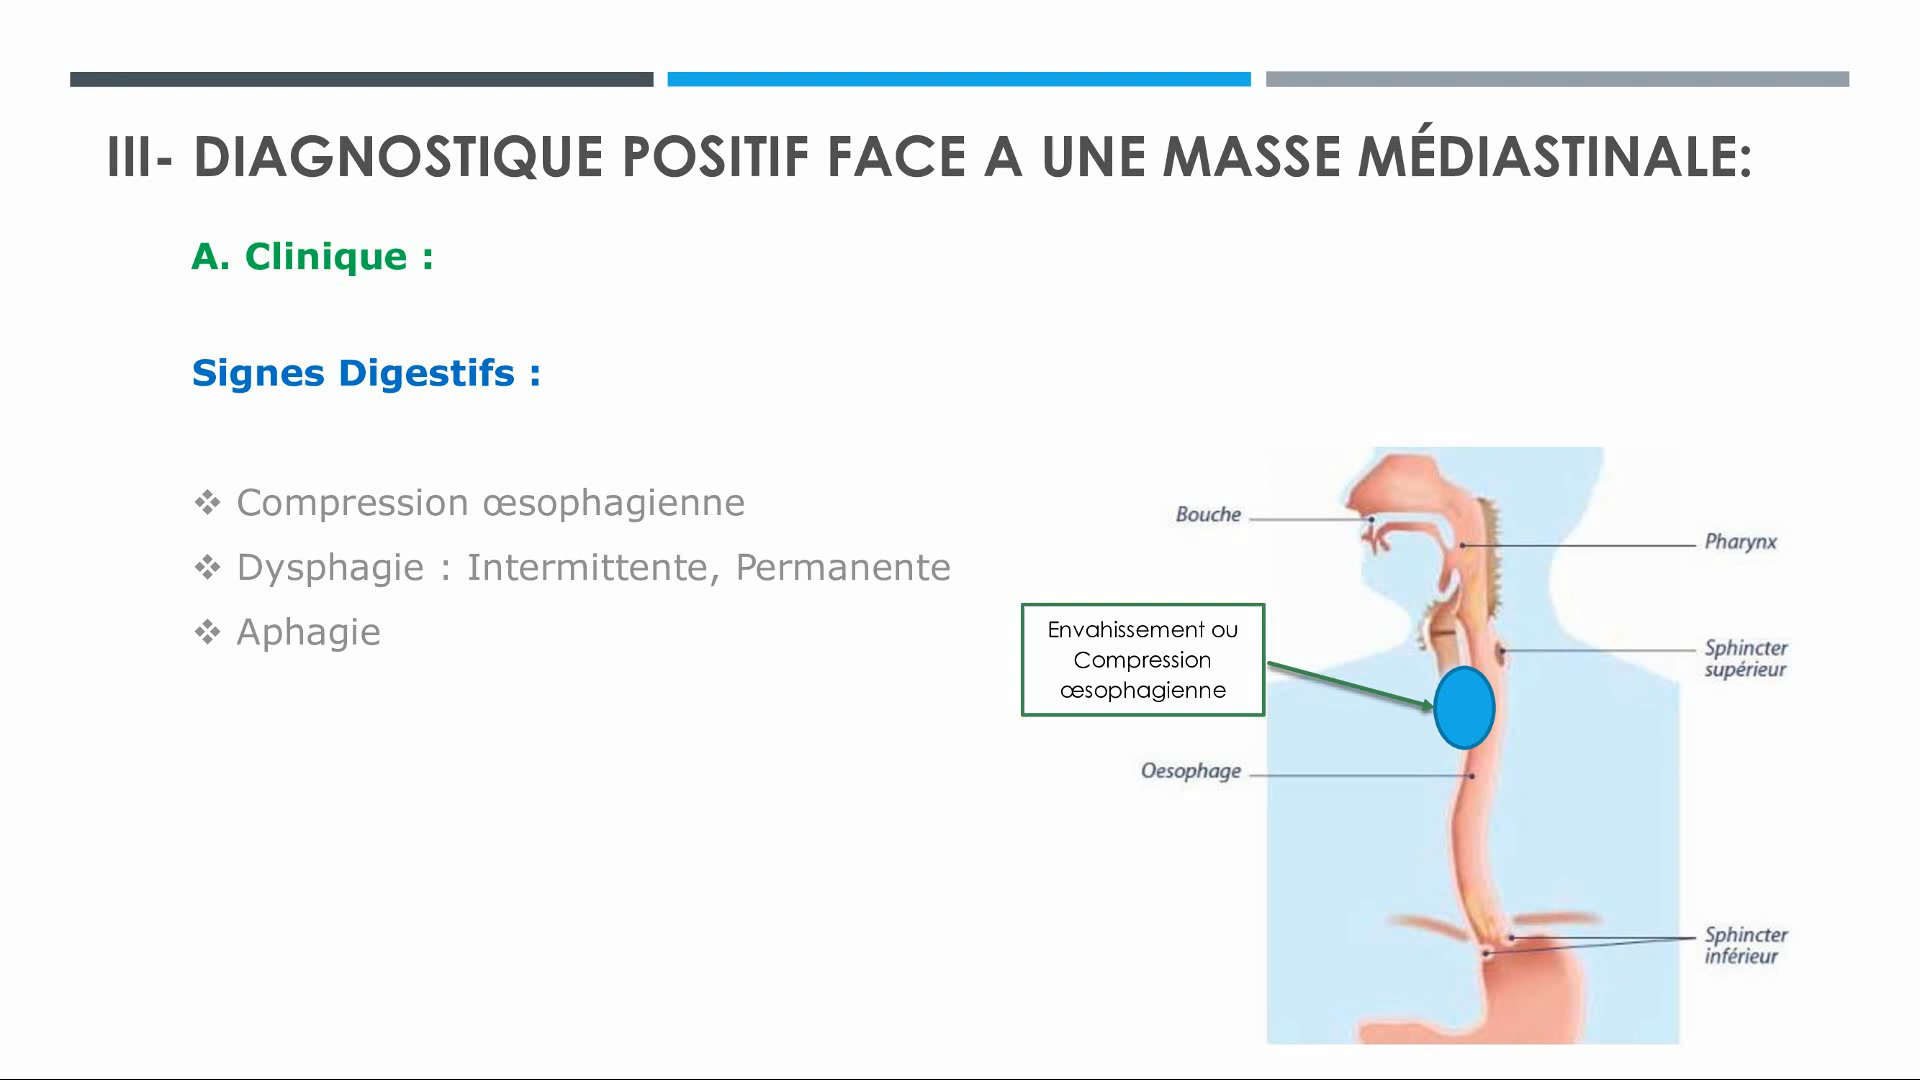 III- DIAGNOSTIQUE POSITIF FACE A UNE MASSE MÉDIASTINALE:
A. Clinique :
Signes Digestifs :
❖ Compression œsophagienne
❖ Dysphagie : Intermittente, Permanente
❖ Aphagie
Bouche
Pharynx
Envahissement ou
Compression
œsophagienne
Sphincter
supérieur
Oesophage
Sphincter
inférieur